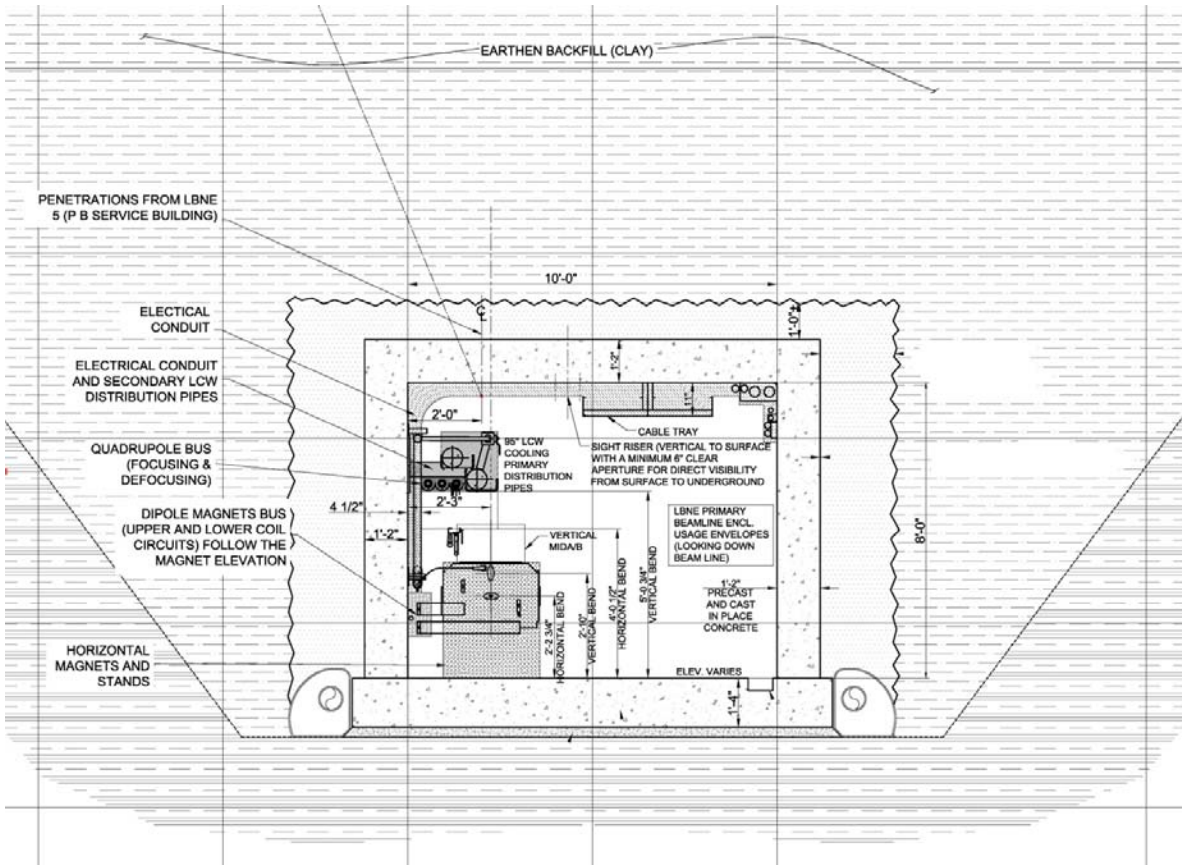 EARTHEN BACKFILL (CLAY)
PENETRATIONS FROM LBNE
5 (P B SERVICE BUILDING)
10'-0"
CL
1'-0"±
ELECTICAL
CONDUIT
1'-2"
ELECTRICAL CONDUIT
AND SECONDARY LCW
DISTRIBUTION PIPES
2'-0"
11"
CABLE TRAY
95° LCW
COOLING
PRIMARY
DISTRIBUTION
PIPES
SIGHT RISER (VERTICAL TO SURFACE
WITH A MINIMUM 6" CLEAR
APERTURE FOR DIRECT VISIBILITY
FROM SURFACE TO UNDERGROUND
QUADRUPOLE BUS
(FOCUSING &
DEFOCUSING)
4 1/2"
2'-3"
DIPOLE MAGNETS BUS
(UPPER AND LOWER COIL
CIRCUITS) FOLLOW THE
MAGNET ELEVATION
1'-2"
VERTICAL
MIDA/B
LBNE PRIMARY
BEAMLINE ENCL.
USAGE ENVELOPES
(LOOKING DOWN
BEAM LINE)
8'-0"
2'-2 3/4"
HORIZONTAL BEND
2'-10"
VERTICAL BEND
4'-0 1/2"
HORIZONTAL BEND
5'-0 3/4"
VERTICAL BEND
1'-2"
PRECAST
AND CAST
IN PLACE
CONCRETE
HORIZONTAL
MAGNETS AND
STANDS
ELEV. VARIES
1'-4"